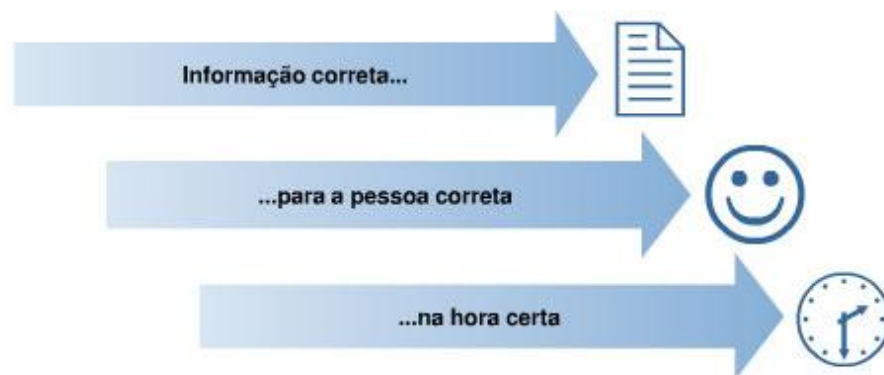 Informação correta...
...para a pessoa correta
...na hora certa